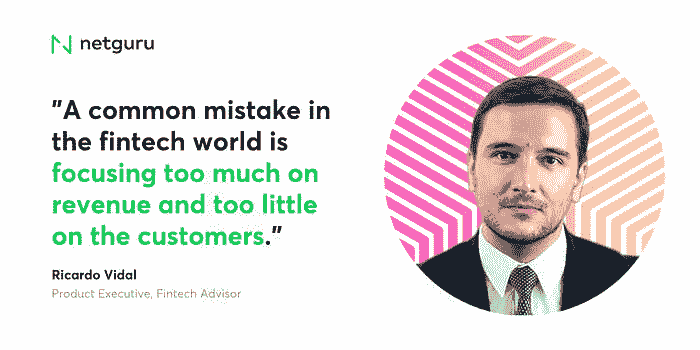 netguru
"A common mistake in
the fintech world is
focusing too much on
revenue and too little
on the customers."
Ricardo Vidal
Product Executive, Fintech Advisor